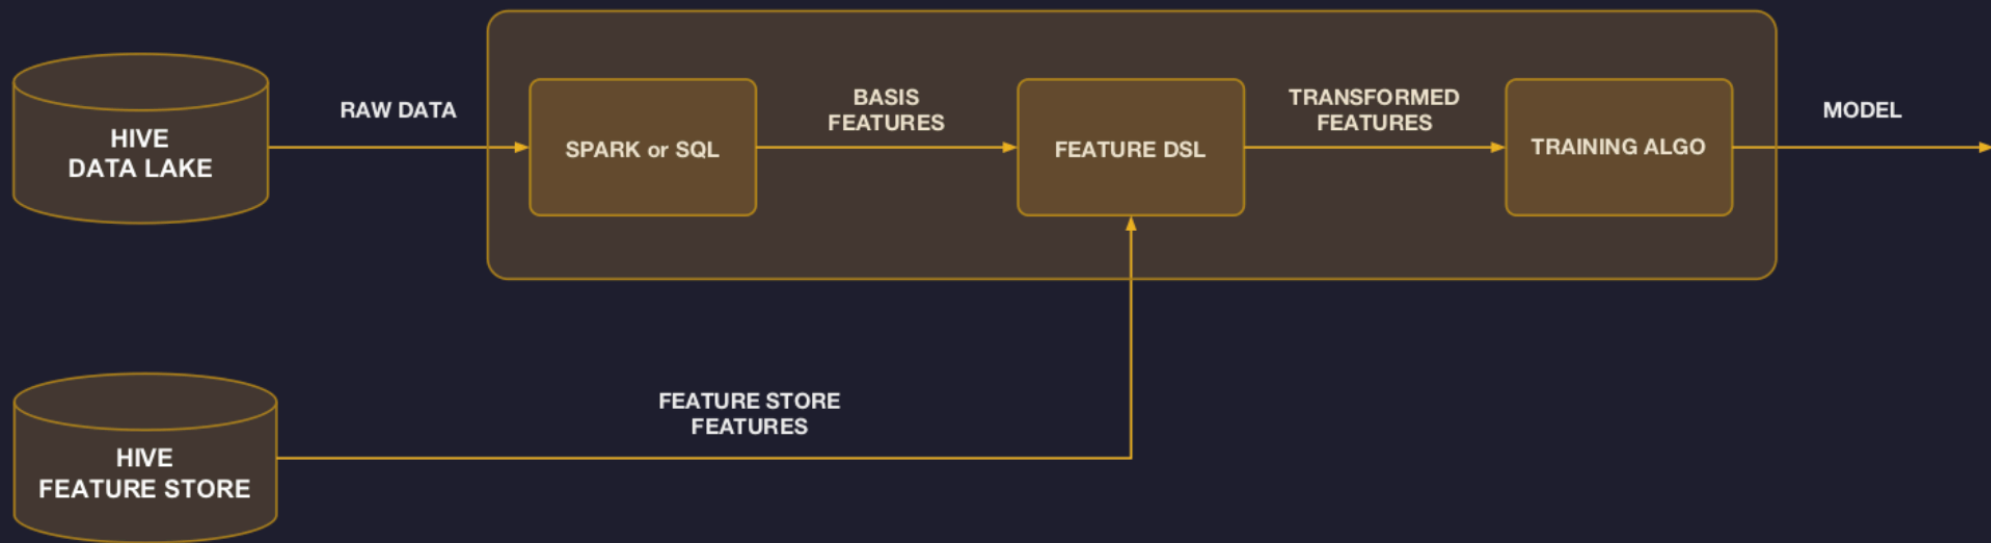 HIVE
DATA LAKE
RAW DATA
SPARK or SQL
BASIS
FEATURES
FEATURE DSL
TRANSFORMED
FEATURES
TRAINING ALGO
MODEL
HIVE
FEATURE STORE
FEATURE STORE
FEATURES